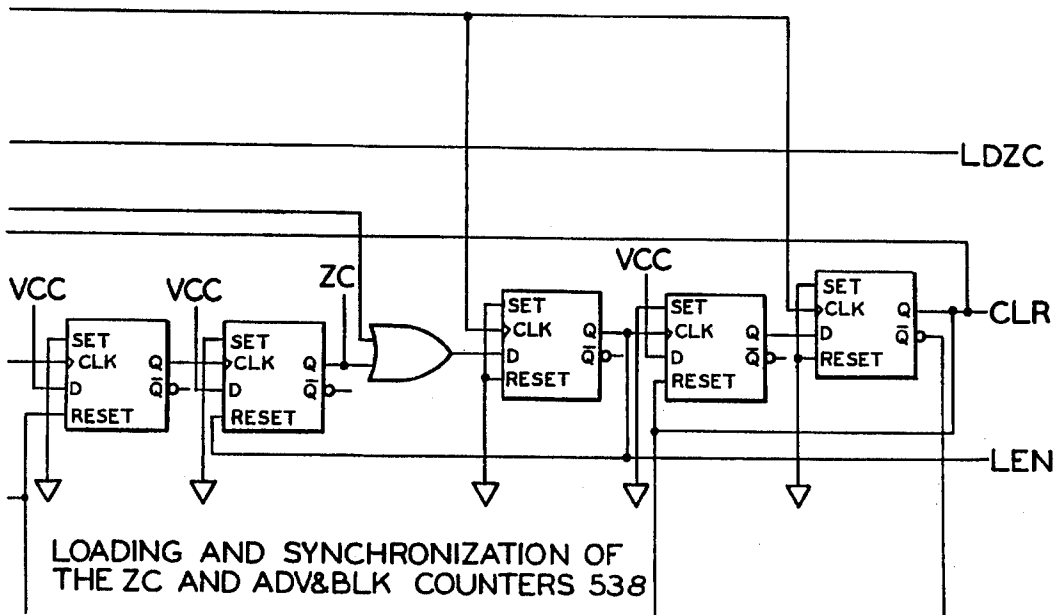 LDZC
VCC
VCC
ZC
VCC
SET
CLK
D
RESET
Q
Q̅
SET
CLK
D
RESET
Q
Q̅
SET
CLK
D
RESET
Q
Q̅
SET
CLK
D
RESET
Q
Q̅
SET
CLK
D
RESET
Q
Q̅
CLR
LEN
LOADING AND SYNCHRONIZATION OF
THE ZC AND ADV&BLK COUNTERS 538